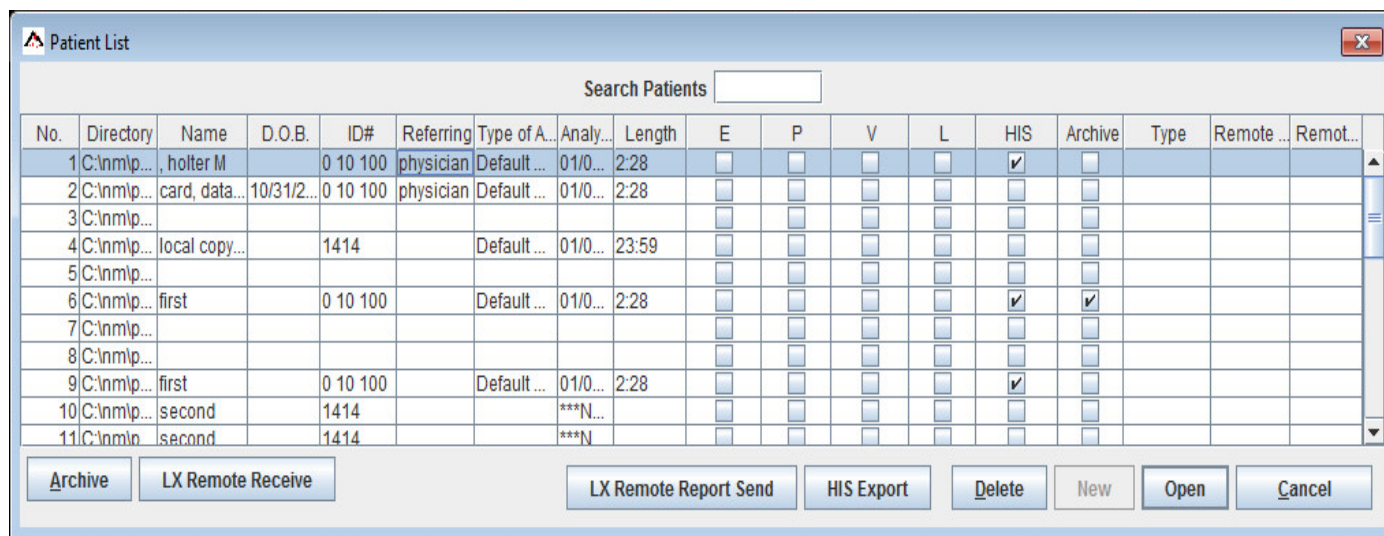 Patient List
Search Patients
No. Directory Name D.O.B. ID# Referring Type of A... Analy... Length E P V L HIS Archive Type Remote ... Remot...
1 C:\nm\p... , holter M 0 10 100 physician Default ... 01/0... 2:28
2 C:\nm\p... card, data... 10/31/2... 0 10 100 physician Default ... 01/0... 2:28
3 C:\nm\p...
4 C:\nm\p... local copy... 1414 Default ... 01/0... 23:59
5 C:\nm\p...
6 C:\nm\p... first 0 10 100 Default ... 01/0... 2:28
7 C:\nm\p...
8 C:\nm\p...
9 C:\nm\p... first 0 10 100 Default ... 01/0... 2:28
10 C:\nm\p... second 1414 ***N...
11 C:\nm\p... second 1414 ***N
Archive LX Remote Receive LX Remote Report Send HIS Export Delete New Open Cancel